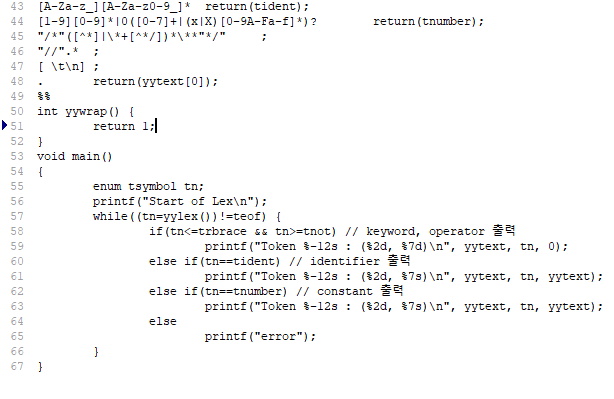 43 [A-Za-z_][A-Za-z0-9_]* return(tident);
44 [1-9][0-9]*|0([0-7]+|(x|X)[0-9A-Fa-f]*)? return(tnumber);
45 "/*"([^*]|\*+[^*/])*\**"*/" ;
46 "//".* ;
47 [ \t\n] ;
48 . return(yytext[0]);
49 %%
50 int yywrap() {
51 return 1;
52 }
53 void main()
54 {
55 enum tsymbol tn;
56 printf("Start of Lex\n");
57 while((tn=yylex())!=teof) {
58 if(tn<=trbrace && tn>=tnot) // keyword, operator 출력
59 printf("Token %-12s : (%2d, %7d)\n", yytext, tn, 0);
60 else if(tn==tident) // identifier 출력
61 printf("Token %-12s : (%2d, %7s)\n", yytext, tn, yytext);
62 else if(tn==tnumber) // constant 출력
63 printf("Token %-12s : (%2d, %7s)\n", yytext, tn, yytext);
64 else
65 printf("error");
66 }
67 }